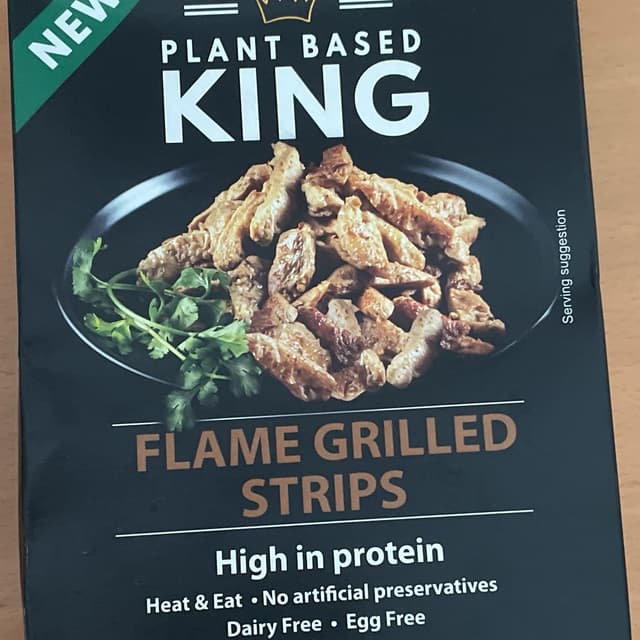 NEW
PLANT BASED
KING
Serving suggestion
FLAME GRILLED
STRIPS
High in protein
Heat & Eat • No artificial preservatives
Dairy Free • Egg Free